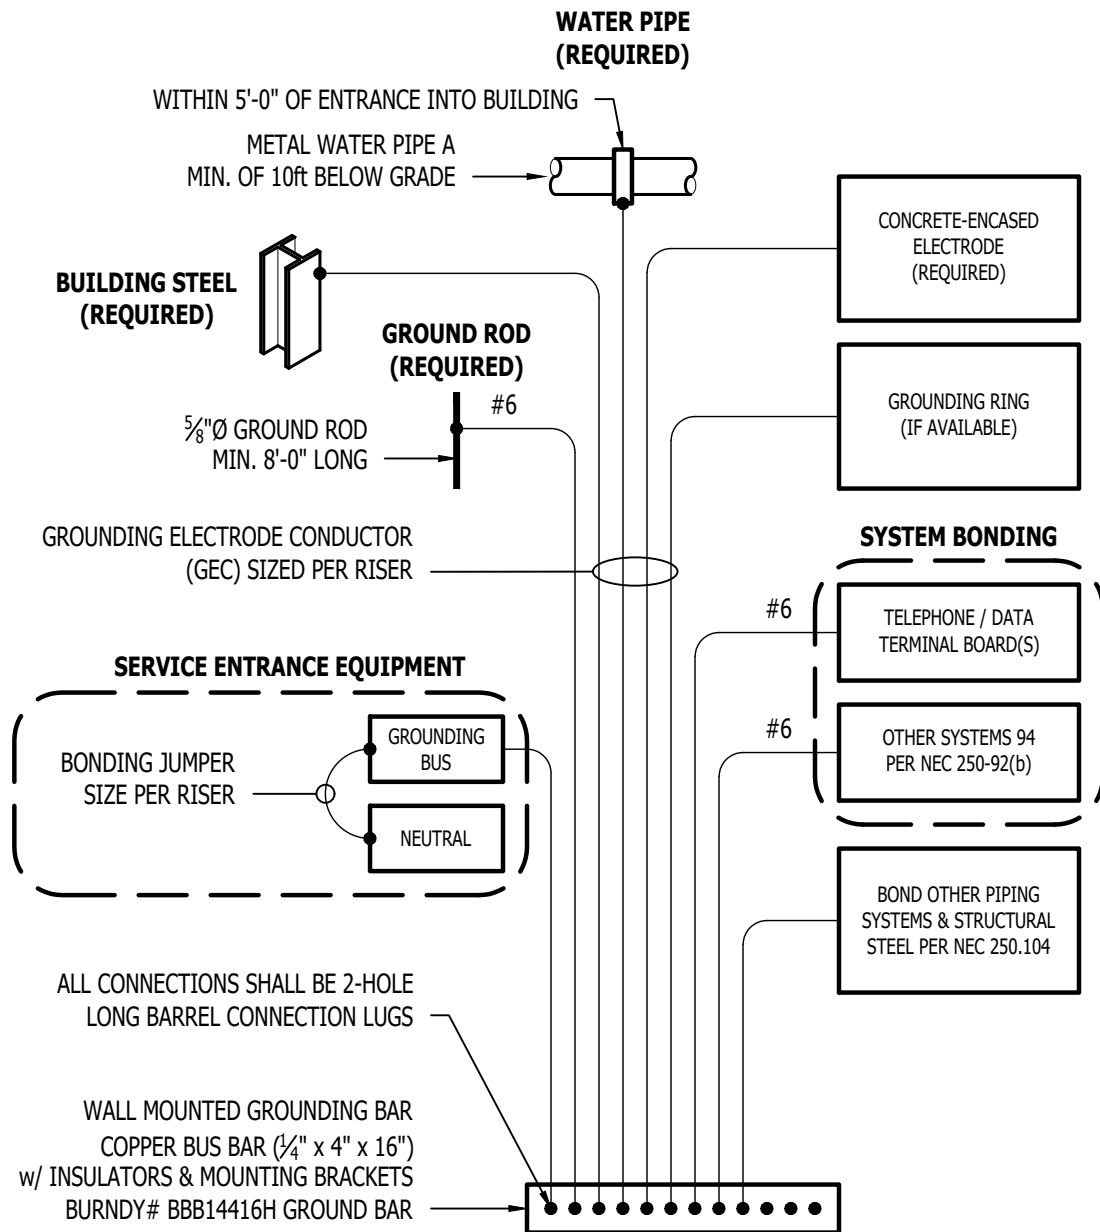 WATER PIPE
(REQUIRED)
WITHIN 5'-0" OF ENTRANCE INTO BUILDING
METAL WATER PIPE A
MIN. OF 10ft BELOW GRADE
CONCRETE-ENCASED
ELECTRODE
(REQUIRED)
BUILDING STEEL
(REQUIRED)
GROUND ROD
(REQUIRED)
#6
5/8"Ø GROUND ROD
MIN. 8'-0" LONG
GROUNDING RING
(IF AVAILABLE)
GROUNDING ELECTRODE CONDUCTOR
(GEC) SIZED PER RISER
SYSTEM BONDING
#6
TELEPHONE / DATA
TERMINAL BOARD(S)
#6
OTHER SYSTEMS 94
PER NEC 250-92(b)
SERVICE ENTRANCE EQUIPMENT
GROUNDING
BUS
BONDING JUMPER
SIZE PER RISER
NEUTRAL
BOND OTHER PIPING
SYSTEMS & STRUCTURAL
STEEL PER NEC 250.104
ALL CONNECTIONS SHALL BE 2-HOLE
LONG BARREL CONNECTION LUGS
WALL MOUNTED GROUNDING BAR
COPPER BUS BAR (1/4" x 4" x 16")
w/ INSULATORS & MOUNTING BRACKETS
BURNDY# BBB14416H GROUND BAR